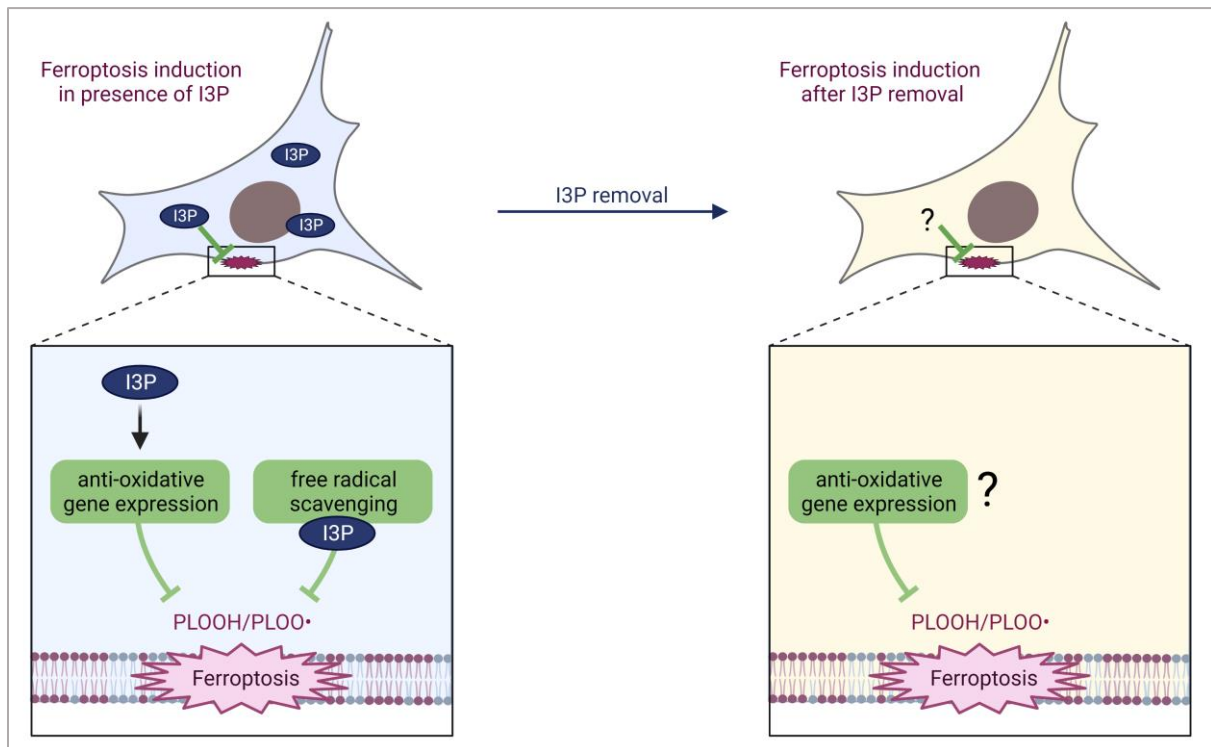 Ferroptosis induction
in presence of I3P
I3P
I3P
I3P
I3P removal
Ferroptosis induction
after I3P removal
?
I3P
anti-oxidative
gene expression
free radical
scavenging
I3P
PLOOH/PLOO•
Ferroptosis
anti-oxidative
gene expression
?
PLOOH/PLOO•
Ferroptosis